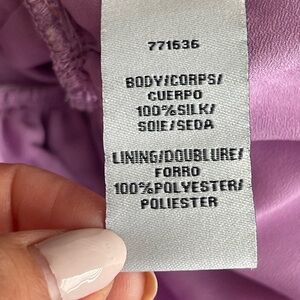 771636
BODY/CORPS/
CUERPO
100%SILK/
SOIE/SEDA
LINING/DOUBLURE/
FORRO
100%POLYESTER/
POLIESTER